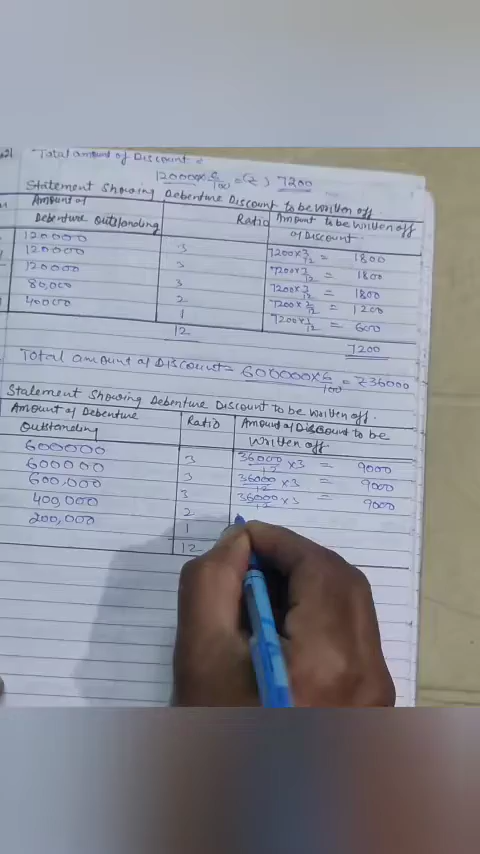 Total amount of Discount =
120000 × 6/100 = (₹) 7200
Statement Showing Debenture Discount to be written off.
Amount of Debenture Outstanding | Ratio | Amount to be written off of Discount
120000 | 3 | 7200×3/12 = 1800
120000 | 3 | 7200×3/12 = 1800
120000 | 3 | 7200×3/12 = 1800
80,000 | 2 | 7200×2/12 = 1200
40000 | 1 | 7200×1/12 = 600
12 | 7200
Total amount of Discount = 600000×6/100 = ₹36000
Statement Showing Debenture Discount to be written off.
Amount of Debenture Outstanding | Ratio | Amount of Discount to be Written off
600000 | 3 | 36000/12 ×3 = 9000
600000 | 3 | 36000/12 ×3 = 9000
600,000 | 3 | 36000/12 ×3 = 9000
400,000 | 2
200,000 | 1
12